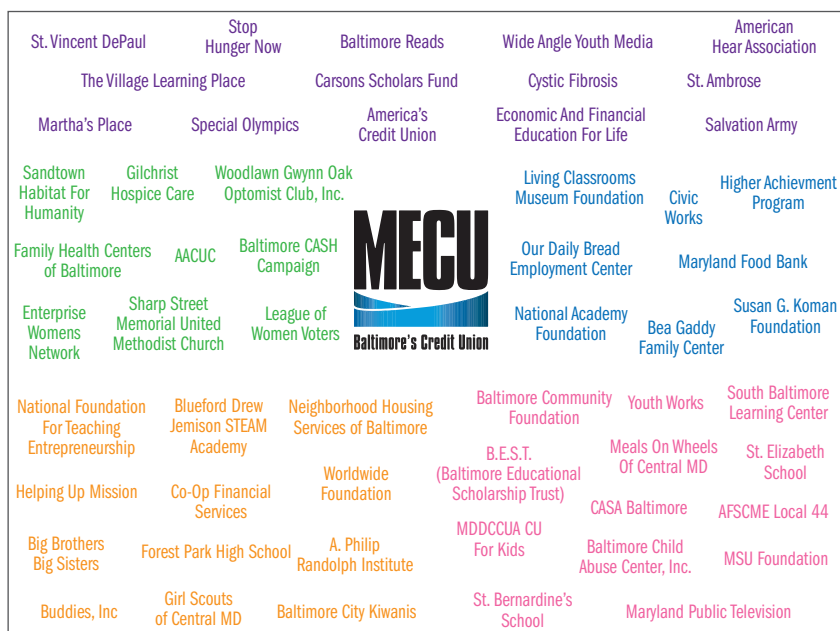 St. Vincent DePaul
Stop
Hunger Now
Baltimore Reads
Wide Angle Youth Media
American
Hear Association
The Village Learning Place
Carsons Scholars Fund
Cystic Fibrosis
St. Ambrose
Martha's Place
Special Olympics
America's
Credit Union
Economic And Financial
Education For Life
Salvation Army
Sandtown
Habitat For
Humanity
Gilchrist
Hospice Care
Woodlawn Gwynn Oak
Optomist Club, Inc.
Family Health Centers
of Baltimore
AACUC
Baltimore CASH
Campaign
Enterprise
Womens
Network
Sharp Street
Memorial United
Methodist Church
League of
Women Voters
MECU
Baltimore's Credit Union
Living Classrooms
Museum Foundation
Civic
Works
Higher Achievment
Program
Our Daily Bread
Employment Center
Maryland Food Bank
National Academy
Foundation
Bea Gaddy
Family Center
Susan G. Koman
Foundation
National Foundation
For Teaching
Entrepreneurship
Blueford Drew
Jemison STEAM
Academy
Neighborhood Housing
Services of Baltimore
Helping Up Mission
Co-Op Financial
Services
Worldwide
Foundation
Big Brothers
Big Sisters
Forest Park High School
A. Philip
Randolph Institute
Buddies, Inc
Girl Scouts
of Central MD
Baltimore City Kiwanis
Baltimore Community
Foundation
Youth Works
South Baltimore
Learning Center
B.E.S.T.
(Baltimore Educational
Scholarship Trust)
Meals On Wheels
Of Central MD
St. Elizabeth
School
CASA Baltimore
AFSCME Local 44
MDDCCUA CU
For Kids
Baltimore Child
Abuse Center, Inc.
MSU Foundation
St. Bernardine's
School
Maryland Public Television